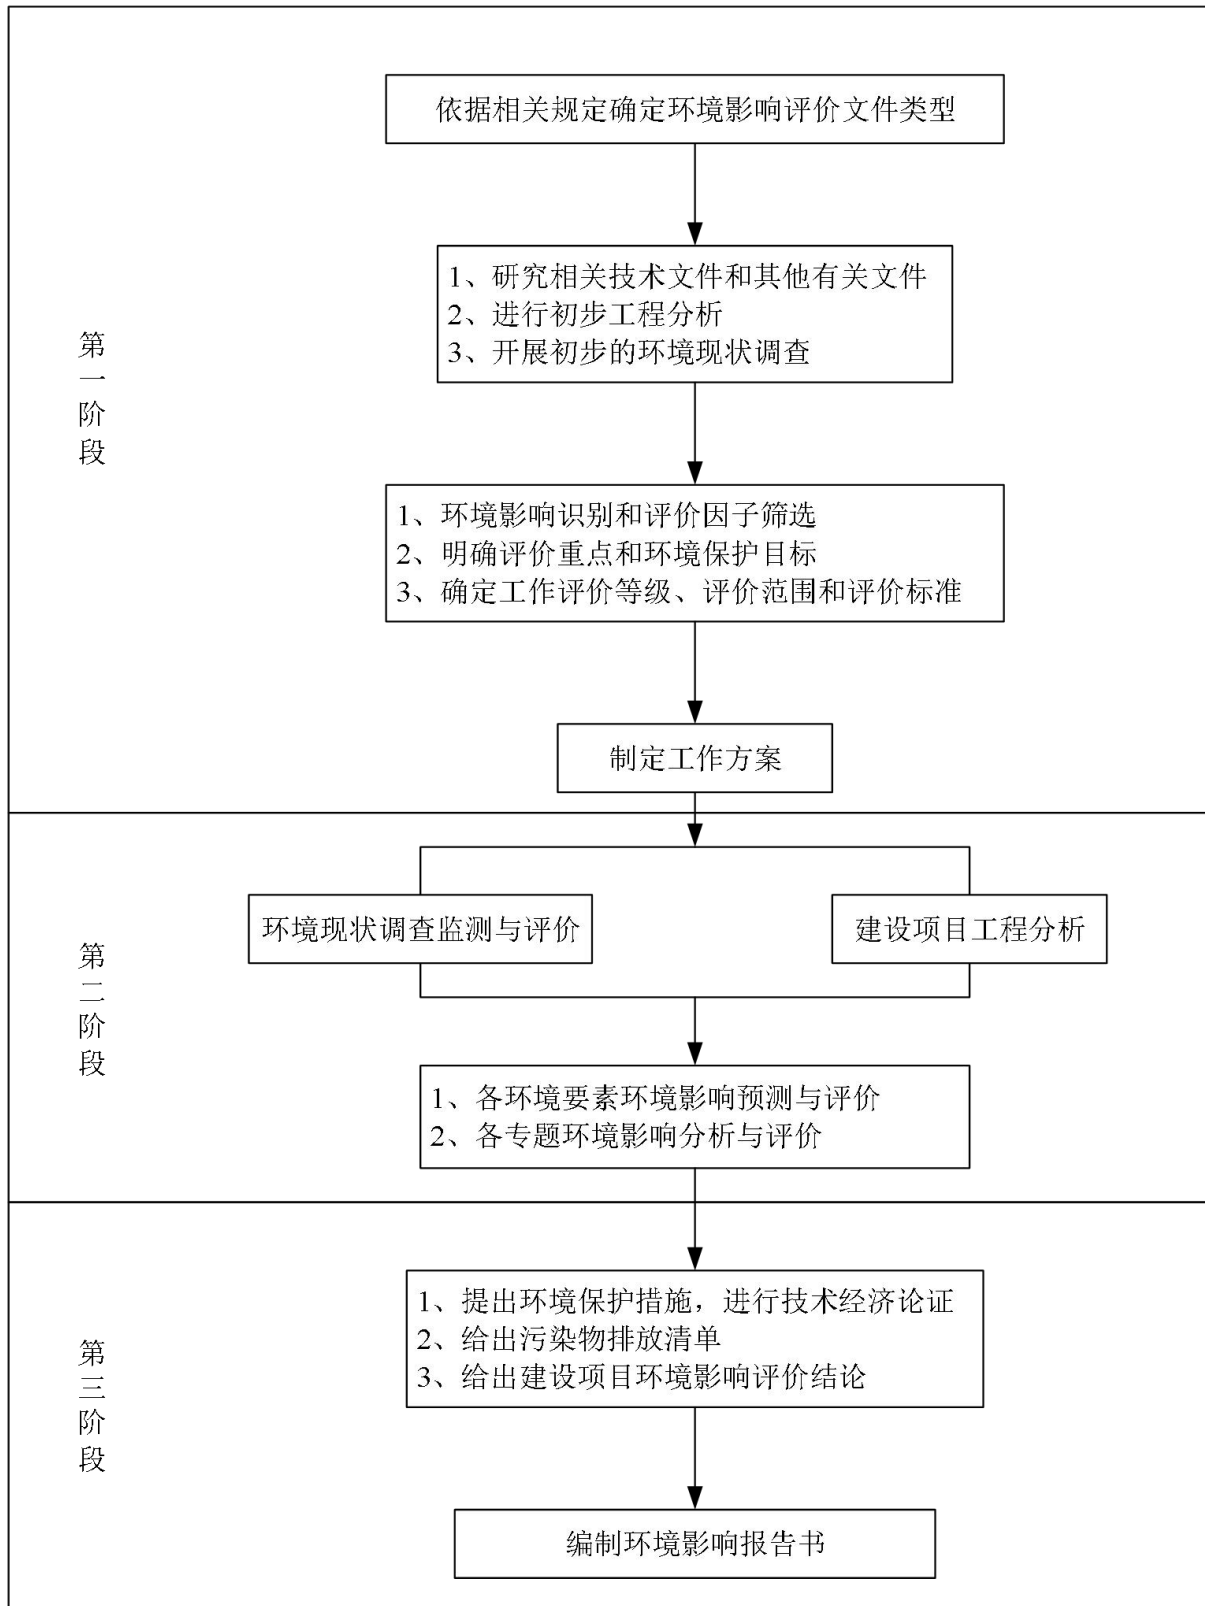 依据相关规定确定环境影响评价文件类型
1、研究相关技术文件和其他有关文件
2、进行初步工程分析
3、开展初步的环境现状调查
第一阶段
1、环境影响识别和评价因子筛选
2、明确评价重点和环境保护目标
3、确定工作评价等级、评价范围和评价标准
制定工作方案
环境现状调查监测与评价
建设项目工程分析
第二阶段
1、各环境要素环境影响预测与评价
2、各专题环境影响分析与评价
1、提出环境保护措施，进行技术经济论证
2、给出污染物排放清单
3、给出建设项目环境影响评价结论
第三阶段
编制环境影响报告书